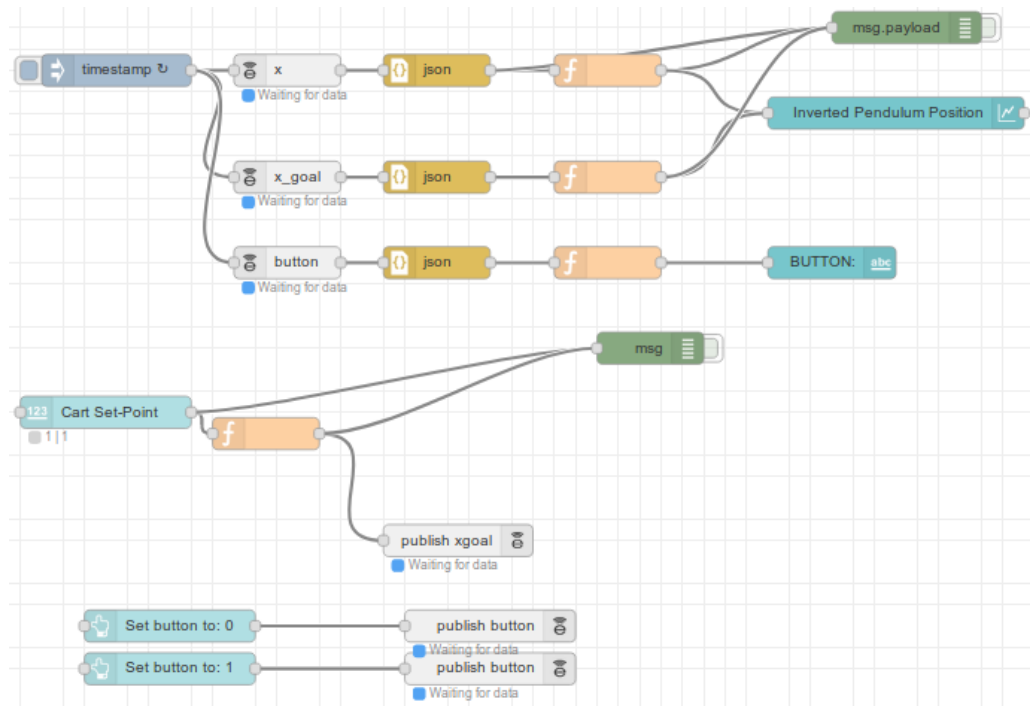 msg.payload
timestamp ↻
x
json
Waiting for data
Inverted Pendulum Position
x_goal
json
Waiting for data
button
json
BUTTON:
abc
Waiting for data
msg
123
Cart Set-Point
1 | 1
publish xgoal
Waiting for data
Set button to: 0
publish button
Waiting for data
Set button to: 1
publish button
Waiting for data